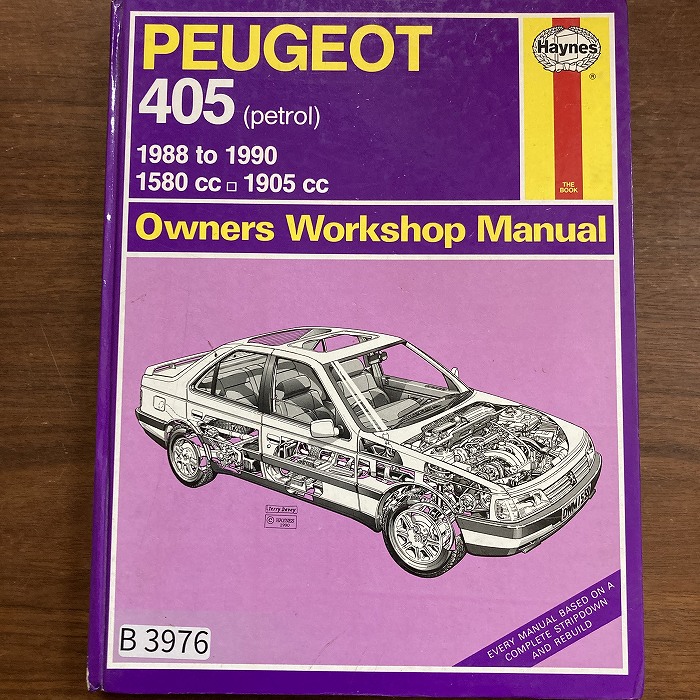 PEUGEOT
Haynes
®
405 (petrol)
1988 to 1990
1580 cc □ 1905 cc
THE
BOOK
Owners Workshop Manual
Terry Davey
© HAYNES
1990
EVERY MANUAL BASED ON A
COMPLETE STRIPDOWN
AND REBUILD
B 3976